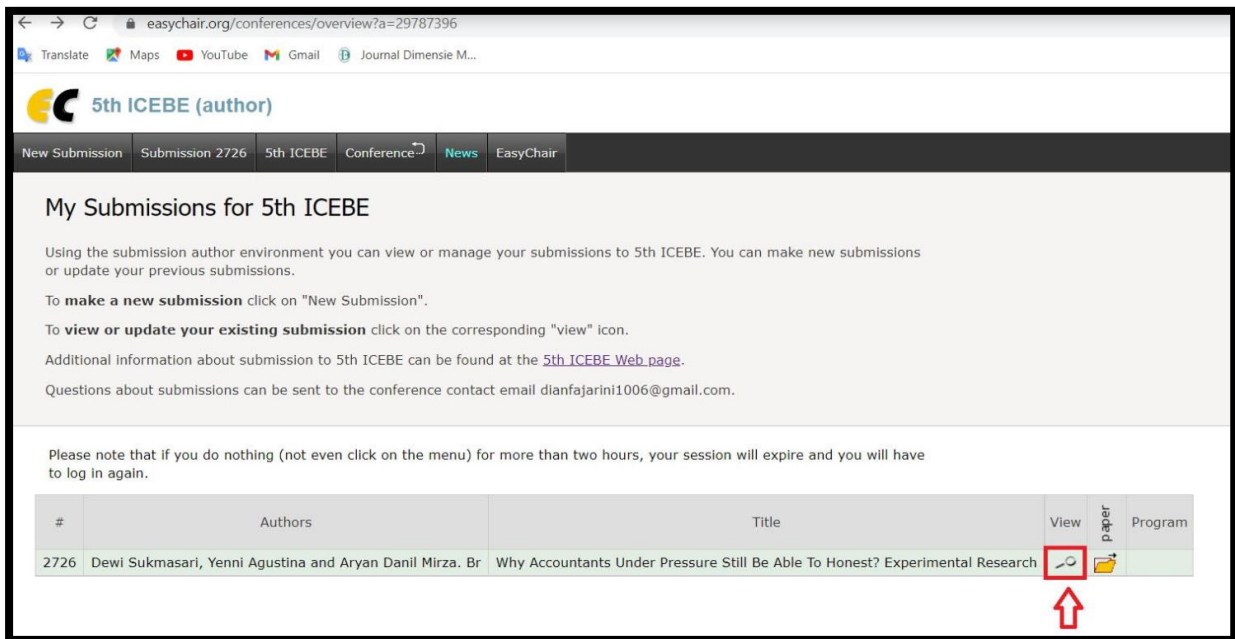 easychair.org/conferences/overview?a=29787396
Translate Maps YouTube Gmail Journal Dimensie M...
EC 5th ICEBE (author)
New Submission Submission 2726 5th ICEBE Conference News EasyChair
My Submissions for 5th ICEBE
Using the submission author environment you can view or manage your submissions to 5th ICEBE. You can make new submissions
or update your previous submissions.
To make a new submission click on "New Submission".
To view or update your existing submission click on the corresponding "view" icon.
Additional information about submission to 5th ICEBE can be found at the 5th ICEBE Web page.
Questions about submissions can be sent to the conference contact email dianfajarini1006@gmail.com.
Please note that if you do nothing (not even click on the menu) for more than two hours, your session will expire and you will have
to log in again.
# Authors Title View paper Program
2726 Dewi Sukmasari, Yenni Agustina and Aryan Danil Mirza. Br Why Accountants Under Pressure Still Be Able To Honest? Experimental Research